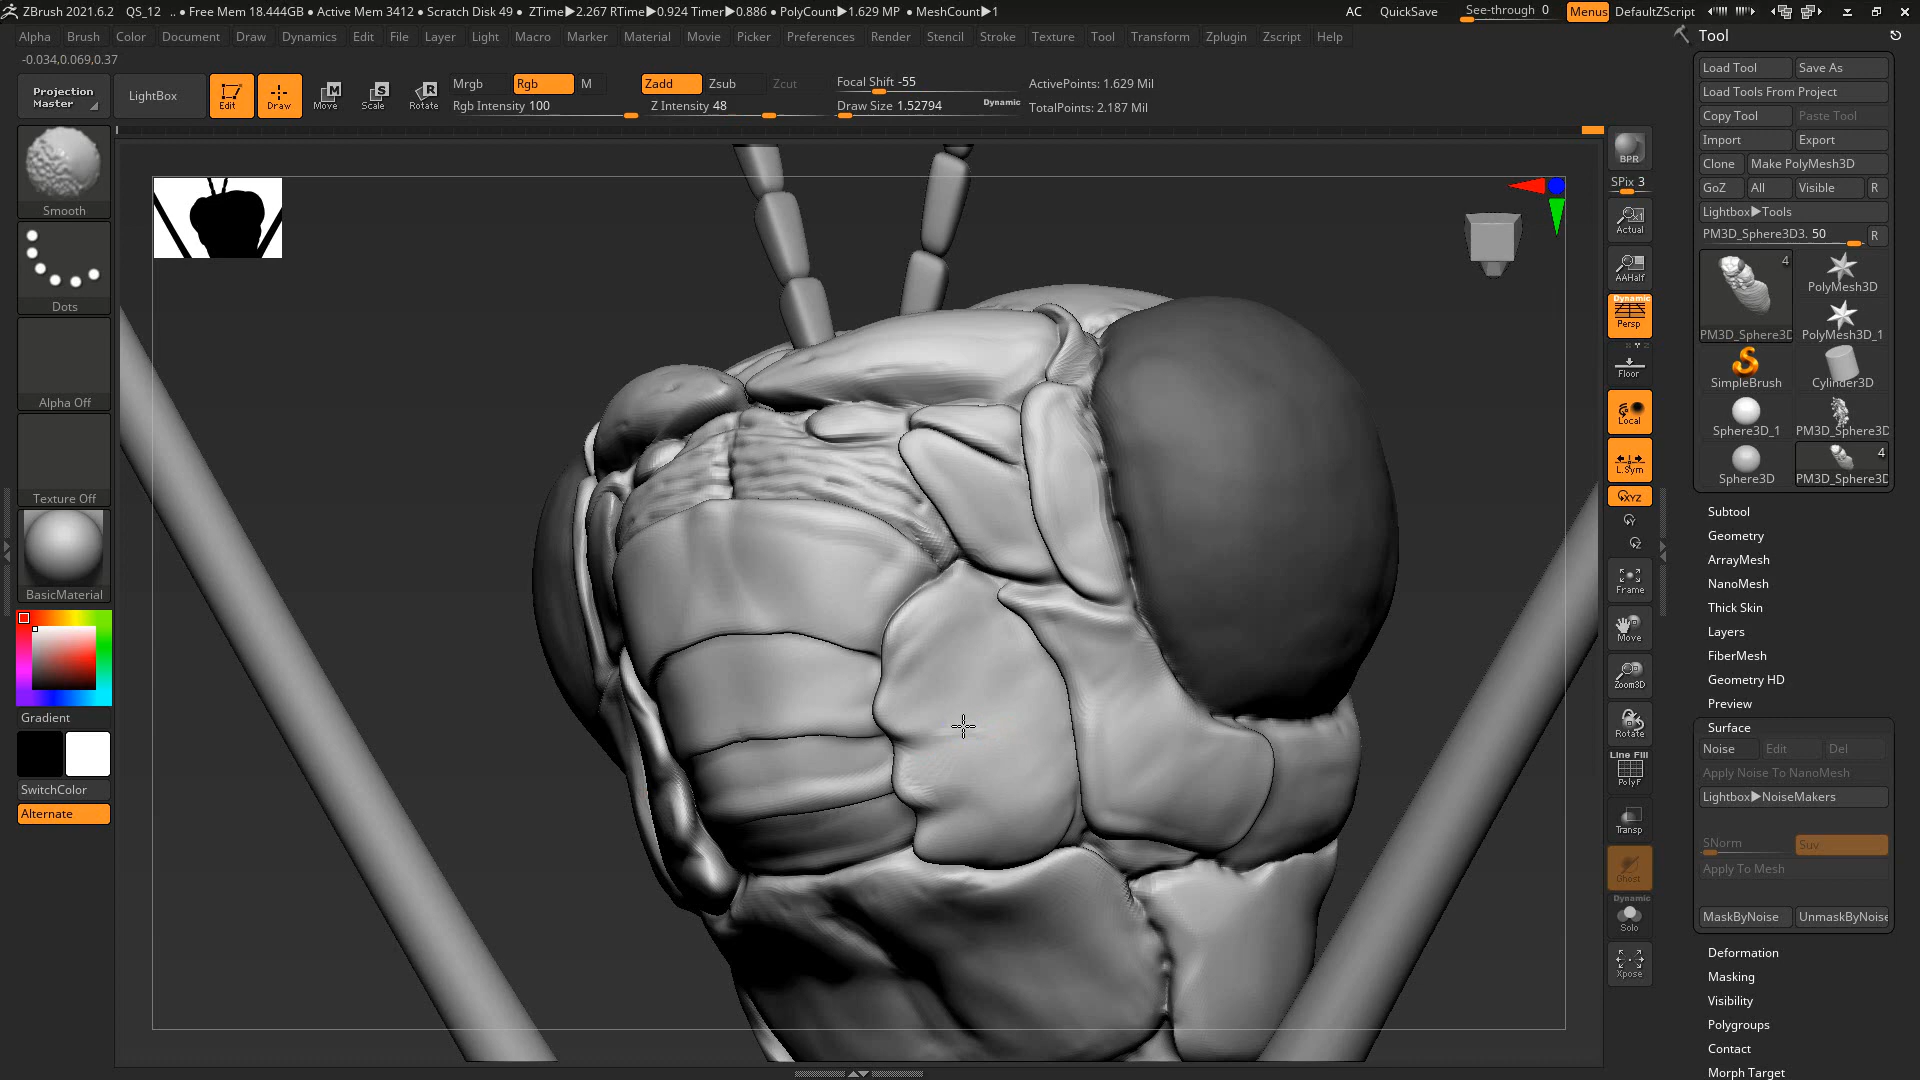 ZBrush 2021.6.2 QS_12 .. ● Free Mem 18.444GB ● Active Mem 3412 ● Scratch Disk 49 ● ZTime▶2.267 RTime▶0.924 Timer▶0.886 ● PolyCount▶1.629 MP ● MeshCount▶1 AC QuickSave See-through 0 Menus DefaultZScript
Alpha Brush Color Document Draw Dynamics Edit File Layer Light Macro Marker Material Movie Picker Preferences Render Stencil Stroke Texture Tool Transform Zplugin Zscript Help
-0.034,0.069,0.37
Projection Master
LightBox
Edit
Draw
Move
Scale
Rotate
Mrgb Rgb M
Rgb Intensity 100
Zadd Zsub Zcut
Z Intensity 48
Focal Shift -55
Draw Size 1.52794 Dynamic
ActivePoints: 1.629 Mil
TotalPoints: 2.187 Mil
Smooth
Dots
Alpha Off
Texture Off
BasicMaterial
Gradient
SwitchColor
Alternate
BPR
SPix 3
Actual
AAHalf
Dynamic
Persp
Floor
Local
L.Sym
XYZ
Y
Z
Frame
Move
Zoom3D
Rotate
Line Fill
PolyF
Transp
Ghost
Dynamic
Solo
Xpose
Tool
Load Tool Save As
Load Tools From Project
Copy Tool Paste Tool
Import Export
Clone Make PolyMesh3D
GoZ All Visible R
Lightbox▶Tools
PM3D_Sphere3D3. 50 R
4
PM3D_Sphere3D
PolyMesh3D
PolyMesh3D_1
SimpleBrush Cylinder3D
Sphere3D_1 PM3D_Sphere3D
4
Sphere3D PM3D_Sphere3D
Subtool
Geometry
ArrayMesh
NanoMesh
Thick Skin
Layers
FiberMesh
Geometry HD
Preview
Surface
Noise Edit Del
Apply Noise To NanoMesh
Lightbox▶NoiseMakers
SNorm Suv
Apply To Mesh
MaskByNoise UnmaskByNoise
Deformation
Masking
Visibility
Polygroups
Contact
Morph Target